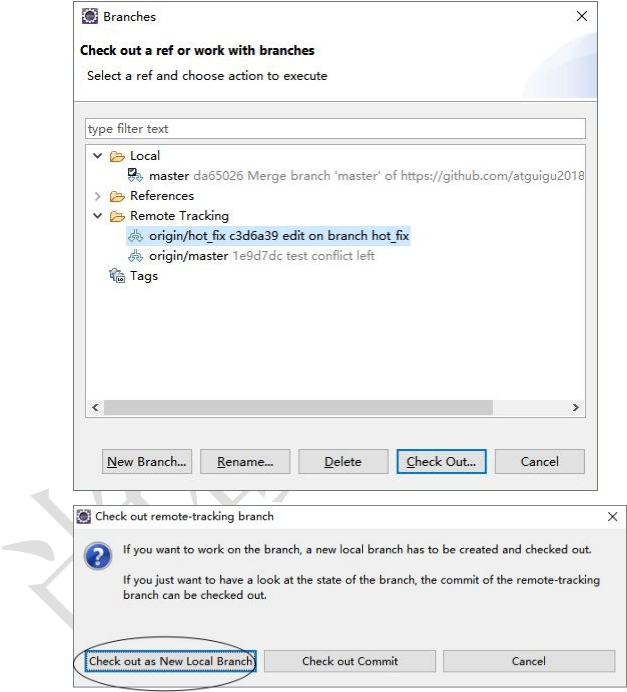 Branches
Check out a ref or work with branches
Select a ref and choose action to execute
type filter text
Local
master da65026 Merge branch 'master' of https://github.com/atguigu2018
References
Remote Tracking
origin/hot_fix c3d6a39 edit on branch hot_fix
origin/master 1e9d7dc test conflict left
Tags
New Branch... Rename... Delete Check Out... Cancel
Check out remote-tracking branch
If you want to work on the branch, a new local branch has to be created and checked out.
If you just want to have a look at the state of the branch, the commit of the remote-tracking
branch can be checked out.
Check out as New Local Branch Check out Commit Cancel